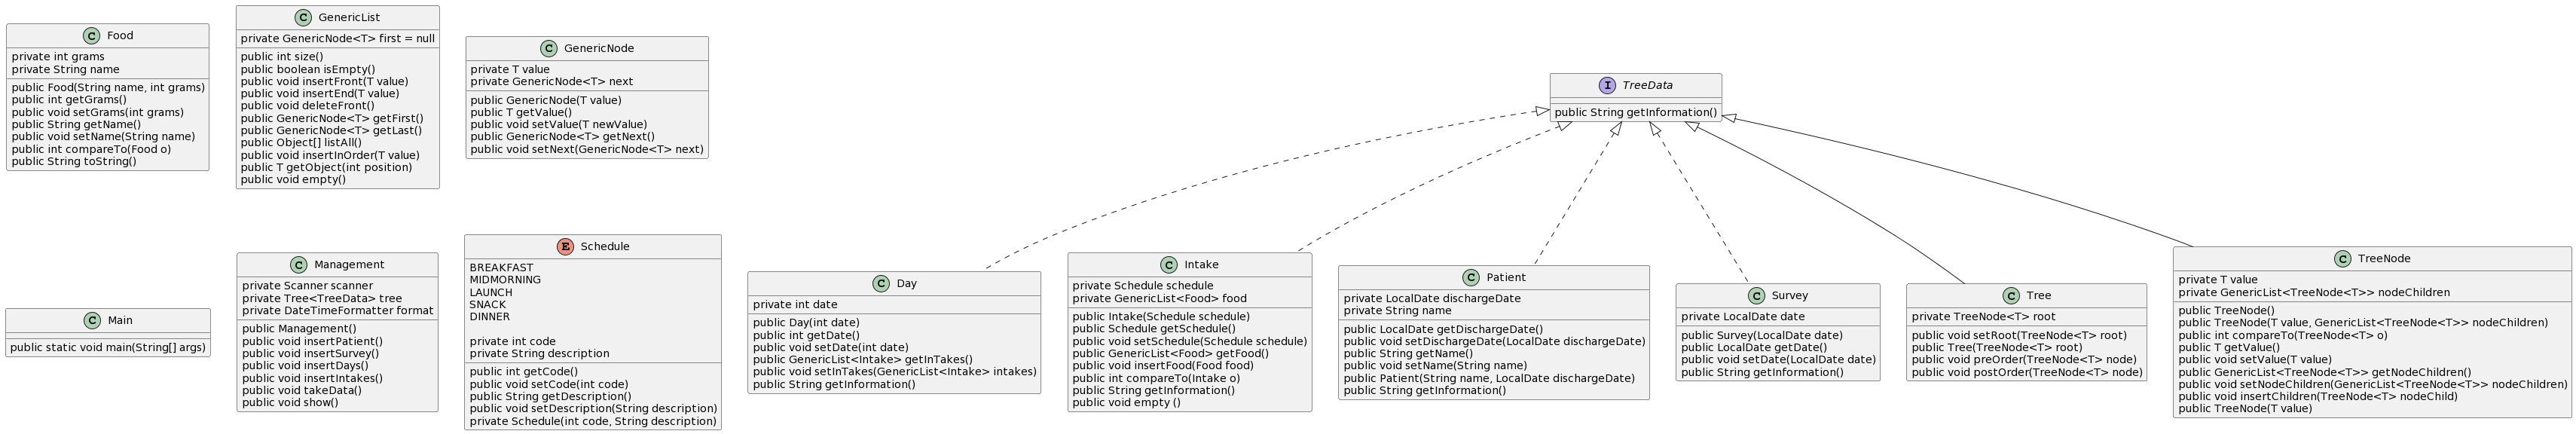 C Food
private int grams
private String name
public Food(String name, int grams)
public int getGrams()
public void setGrams(int grams)
public String getName()
public void setName(String name)
public int compareTo(Food o)
public String toString()
C GenericList
private GenericNode<T> first = null
public int size()
public boolean isEmpty()
public void insertFront(T value)
public void insertEnd(T value)
public void deleteFront()
public GenericNode<T> getFirst()
public GenericNode<T> getLast()
public Object[] listAll()
public void insertInOrder(T value)
public T getObject(int position)
public void empty()
C GenericNode
private T value
private GenericNode<T> next
public GenericNode(T value)
public T getValue()
public void setValue(T newValue)
public GenericNode<T> getNext()
public void setNext(GenericNode<T> next)
I TreeData
public String getInformation()
C Main
public static void main(String[] args)
C Management
private Scanner scanner
private Tree<TreeData> tree
private DateTimeFormatter format
public Management()
public void insertPatient()
public void insertSurvey()
public void insertDays()
public void insertIntakes()
public void takeData()
public void show()
E Schedule
BREAKFAST
MIDMORNING
LAUNCH
SNACK
DINNER
private int code
private String description
public int getCode()
public void setCode(int code)
public String getDescription()
public void setDescription(String description)
private Schedule(int code, String description)
C Day
private int date
public Day(int date)
public int getDate()
public void setDate(int date)
public GenericList<Intake> getInTakes()
public void setInTakes(GenericList<Intake> intakes)
public String getInformation()
C Intake
private Schedule schedule
private GenericList<Food> food
public Intake(Schedule schedule)
public Schedule getSchedule()
public void setSchedule(Schedule schedule)
public GenericList<Food> getFood()
public void insertFood(Food food)
public int compareTo(Intake o)
public String getInformation()
public void empty ()
C Patient
private LocalDate dischargeDate
private String name
public LocalDate getDischargeDate()
public void setDischargeDate(LocalDate dischargeDate)
public String getName()
public void setName(String name)
public Patient(String name, LocalDate dischargeDate)
public String getInformation()
C Survey
private LocalDate date
public Survey(LocalDate date)
public LocalDate getDate()
public void setDate(LocalDate date)
public String getInformation()
C Tree
private TreeNode<T> root
public void setRoot(TreeNode<T> root)
public Tree(TreeNode<T> root)
public void preOrder(TreeNode<T> node)
public void postOrder(TreeNode<T> node)
C TreeNode
private T value
private GenericList<TreeNode<T>> nodeChildren
public TreeNode()
public TreeNode(T value, GenericList<TreeNode<T>> nodeChildren)
public int compareTo(TreeNode<T> o)
public T getValue()
public void setValue(T value)
public GenericList<TreeNode<T>> getNodeChildren()
public void setNodeChildren(GenericList<TreeNode<T>> nodeChildren)
public void insertChildren(TreeNode<T> nodeChild)
public TreeNode(T value)